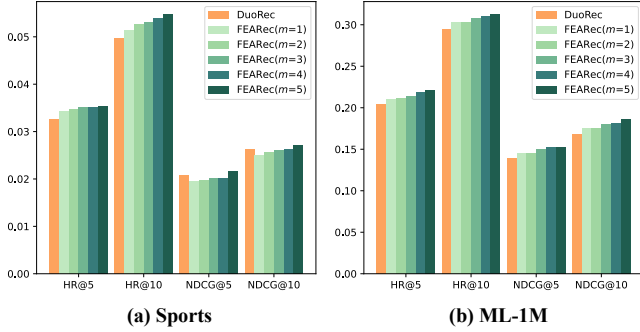 0.05
0.04
0.03
0.02
0.01
0.00
HR@5
HR@10
NDCG@5
NDCG@10
DuoRec
FEARec(m=1)
FEARec(m=2)
FEARec(m=3)
FEARec(m=4)
FEARec(m=5)
(a) Sports
0.30
0.25
0.20
0.15
0.10
0.05
0.00
HR@5
HR@10
NDCG@5
NDCG@10
DuoRec
FEARec(m=1)
FEARec(m=2)
FEARec(m=3)
FEARec(m=4)
FEARec(m=5)
(b) ML-1M